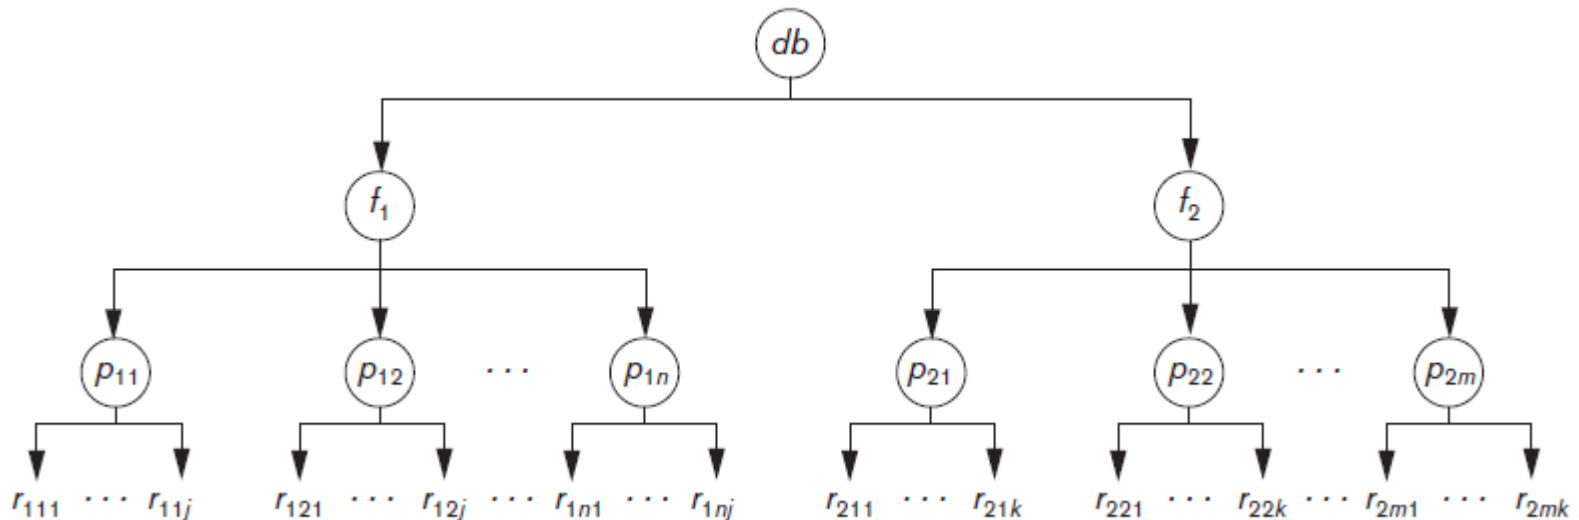 db
f₁ f₂
p₁₁ p₁₂ · · · p₁ₙ p₂₁ p₂₂ · · · p₂ₘ
r₁₁₁ · · · r₁₁ⱼ r₁₂₁ · · · r₁₂ⱼ · · · r₁ₙ₁ · · · r₁ₙⱼ r₂₁₁ · · · r₂₁ₖ r₂₂₁ · · · r₂₂ₖ · · · r₂ₘ₁ · · · r₂ₘₖ